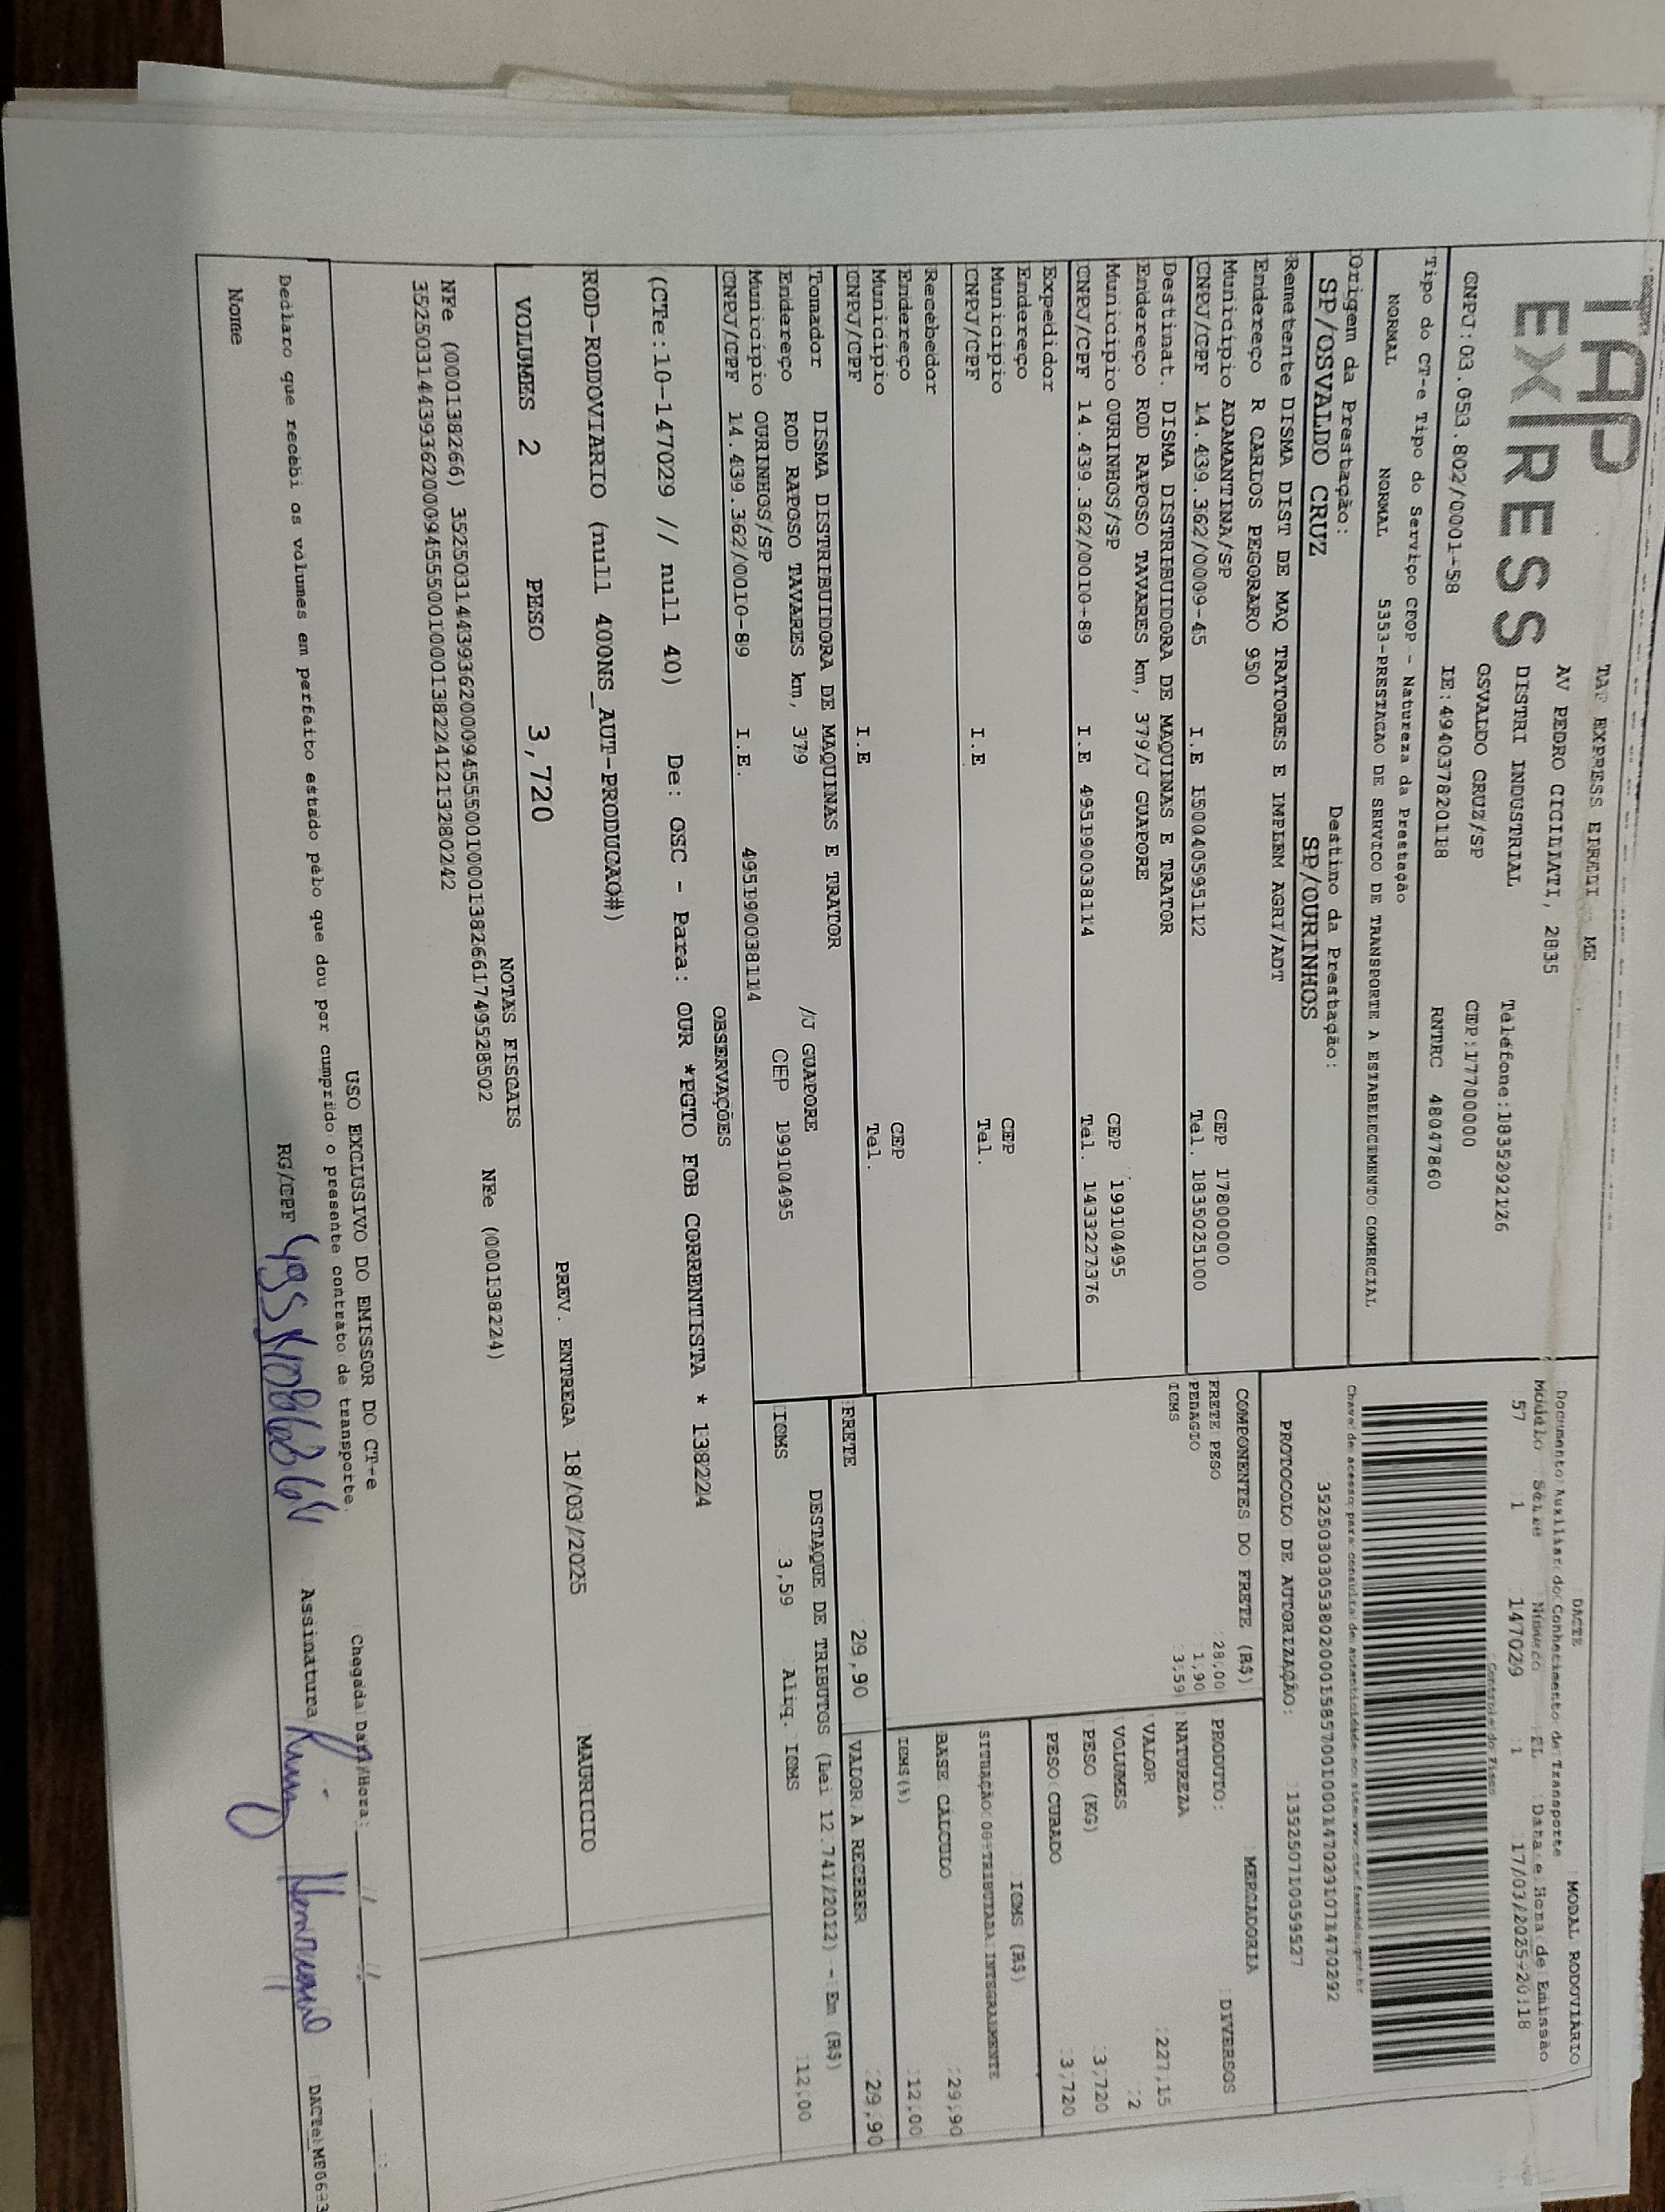 TAP
EXPRESS
TAP EXPRESS EIRELI ME
AV PEDRO CICILIATI, 2835
DISTRI INDUSTRIAL Teléfone:1835292126
OSVALDO CRUZ/SP CEP:17700000
CNPJ:03.053.802/0001-58 IE:494037820118 RNTRC 48047860
Tipo do CT-e Tipo do Serviço CFOP - Natureza da Prestação
NORMAL NORMAL 5353-PRESTACAO DE SERVICO DE TRANSPORTE A ESTABELECIMENTO COMERCIAL
Origem da Prestação: Destino da Prestação:
SP/OSVALDO CRUZ SP/OURINHOS
Remetente DISMA DIST DE MAQ TRATORES E IMPLEM AGRI/ADT
Endereço R CARLOS PEGORARO 950
Município ADAMANTINA/SP CEP 17800000
CNPJ/CPF 14.439.362/0009-45 I.E 150040595112 Tel. 1835025100
Destinat. DISMA DISTRIBUIDORA DE MAQUINAS E TRATOR
Endereço ROD RAPOSO TAVARES km, 379/J GUAPORE
Municipio OURINHOS/SP CEP 19910495
CNPJ/CPF 14.439.362/0010-89 I.E 495190038114 Tel. 1433227376
Expedidor
Endereço
Município CEP
CNPJ/CPF I.E Tel.
Recebedor
Endereço
Município CEP
CNPJ/CPF I.E Tel.
Tomador DISMA DISTRIBUIDORA DE MAQUINAS E TRATOR
Endereço ROD RAPOSO TAVARES km, 379 /J GUAPORE
Município OURINHOS/SP CEP 19910495
CNPJ/CPF 14.439.362/0010-89 I.E. 495190038114
DACTE MODAL RODOVIÁRIO
Documento Auxiliar do Conhecimento de Transporte
Modelo Série Número FL Data e Hora de Emissão
57 1 147029 1 17/03/2025-20:18
Controle do Fisco
Chave de acesso para consulta de autenticidade no site
35250303053802000158570010001470291071470292
PROTOCOLO DE AUTORIZAÇÃO: 135250710059527
COMPONENTES DO FRETE (R$)
FRETE PESO 28,00
PEDAGIO 1,90
ICMS 3,59
MERCADORIA
PRODUTO: DIVERSOS
NATUREZA
VALOR 227,15
VOLUMES 2
PESO (KG) 3,720
PESO CUBADO 3,720
ICMS (R$)
SITUAÇÃO 00-TRIBUTADA INTEGRALMENTE
BASE CÁLCULO 29,90
ICMS(%) 12,00
FRETE 29,90 VALOR A RECEBER 29,90
DESTAQUE DE TRIBUTOS (Lei 12.741/2012) - Em (R$)
ICMS 3,59 Aliq. ICMS 12,00
OBSERVAÇÕES
(CTe:10-147029 // null 40) De: OSC - Para: OUR *PGTO FOB CORRENTISTA * 138224
ROD-RODOVIARIO (null 400NS_AUT-PRODUCAO#)
VOLUMES 2 PESO 3,720 PREV. ENTREGA 18/03/2025 MAURICIO
NOTAS FISCAIS
NFe (000138266) 35250314439362000945550010001382661749528502 NFe (000138224)
35250314439362000945550010001382241213280242
USO EXCLUSIVO DO EMISSOR DO CT-e
Declaro que recebi os volumes em perfeito estado pelo que dou por cumprido o presente contrato de transporte. Chegada Data/Hora:
Nome RG/CPF Assinatura